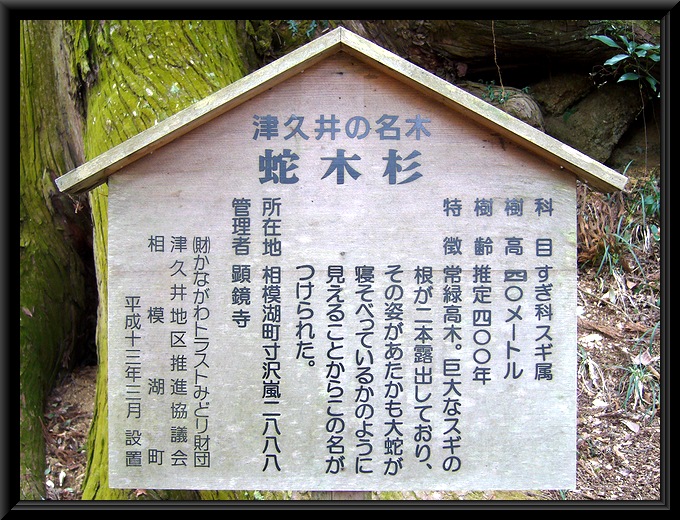 津久井の名木
蛇木杉
科目 すぎ科スギ属
樹高 四〇メートル
樹齢 推定四〇〇年
特徴 常緑高木。巨大なスギの
根が二本露出しており、
その姿があたかも大蛇が
寝そべっているかのように
見えることからこの名が
つけられた。
所在地 相模湖町寸沢嵐二八八八
管理者 顕鏡寺
(財)かながわトラストみどり財団
津久井地区推進協議会
相模湖町
平成十三年三月 設置